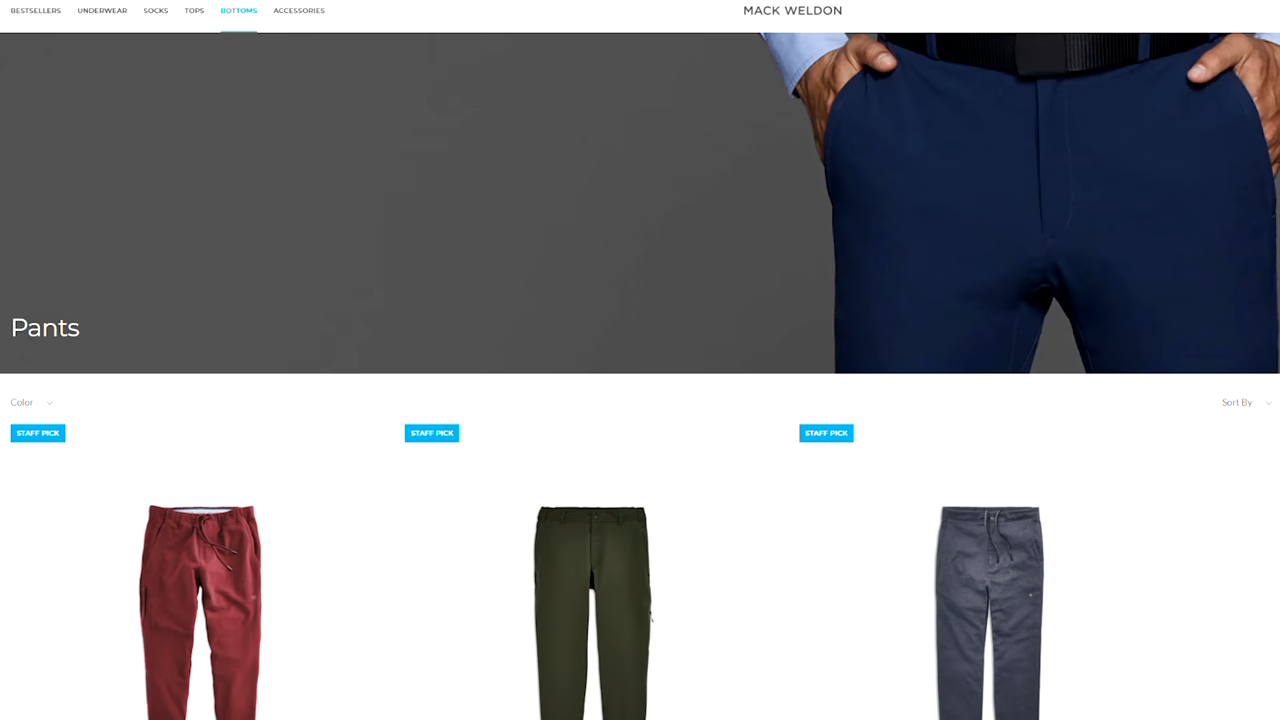 BESTSELLERS UNDERWEAR SOCKS TOPS BOTTOMS ACCESSORIES MACK WELDON
Pants
Color Sort By
STAFF PICK STAFF PICK STAFF PICK